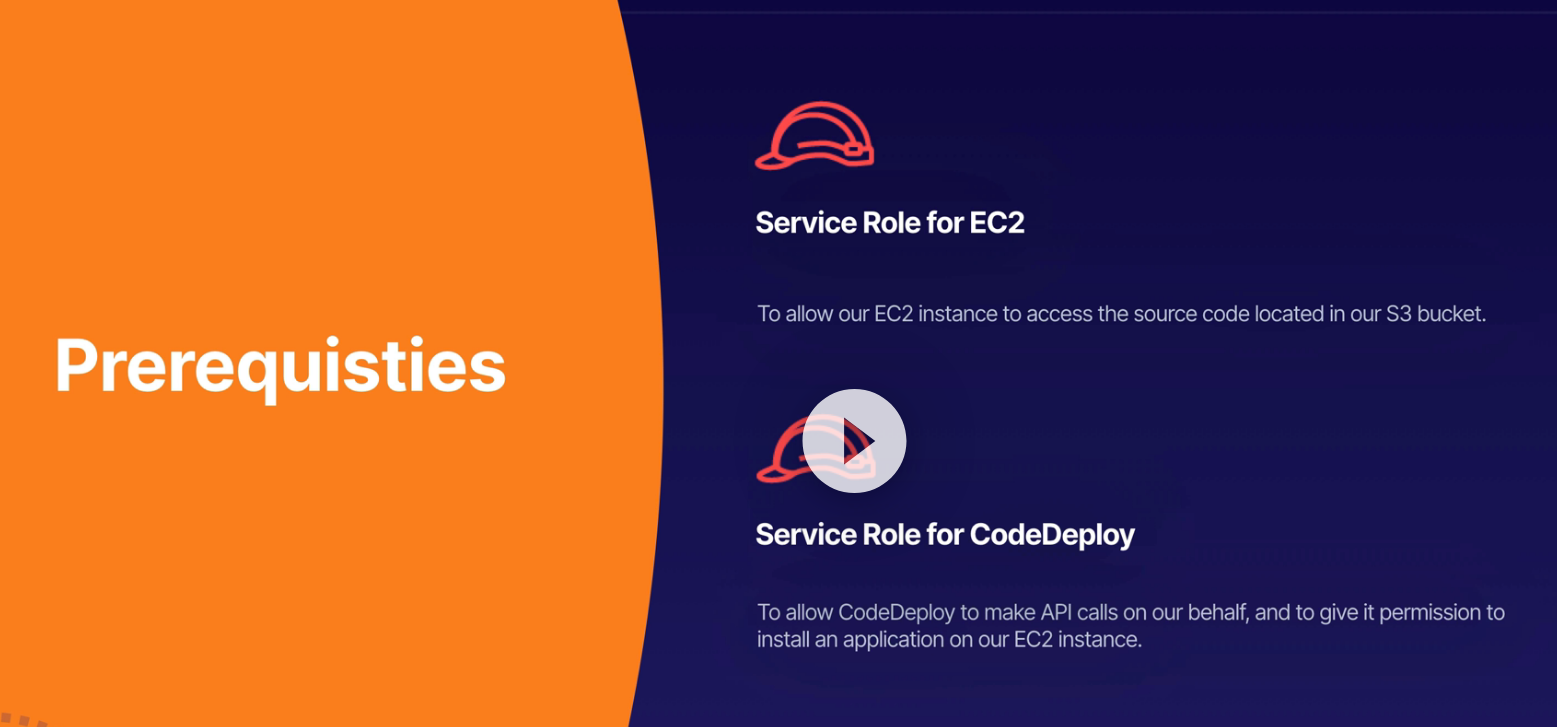 Prerequisties
Service Role for EC2
To allow our EC2 instance to access the source code located in our S3 bucket.
Service Role for CodeDeploy
To allow CodeDeploy to make API calls on our behalf, and to give it permission to
install an application on our EC2 instance.